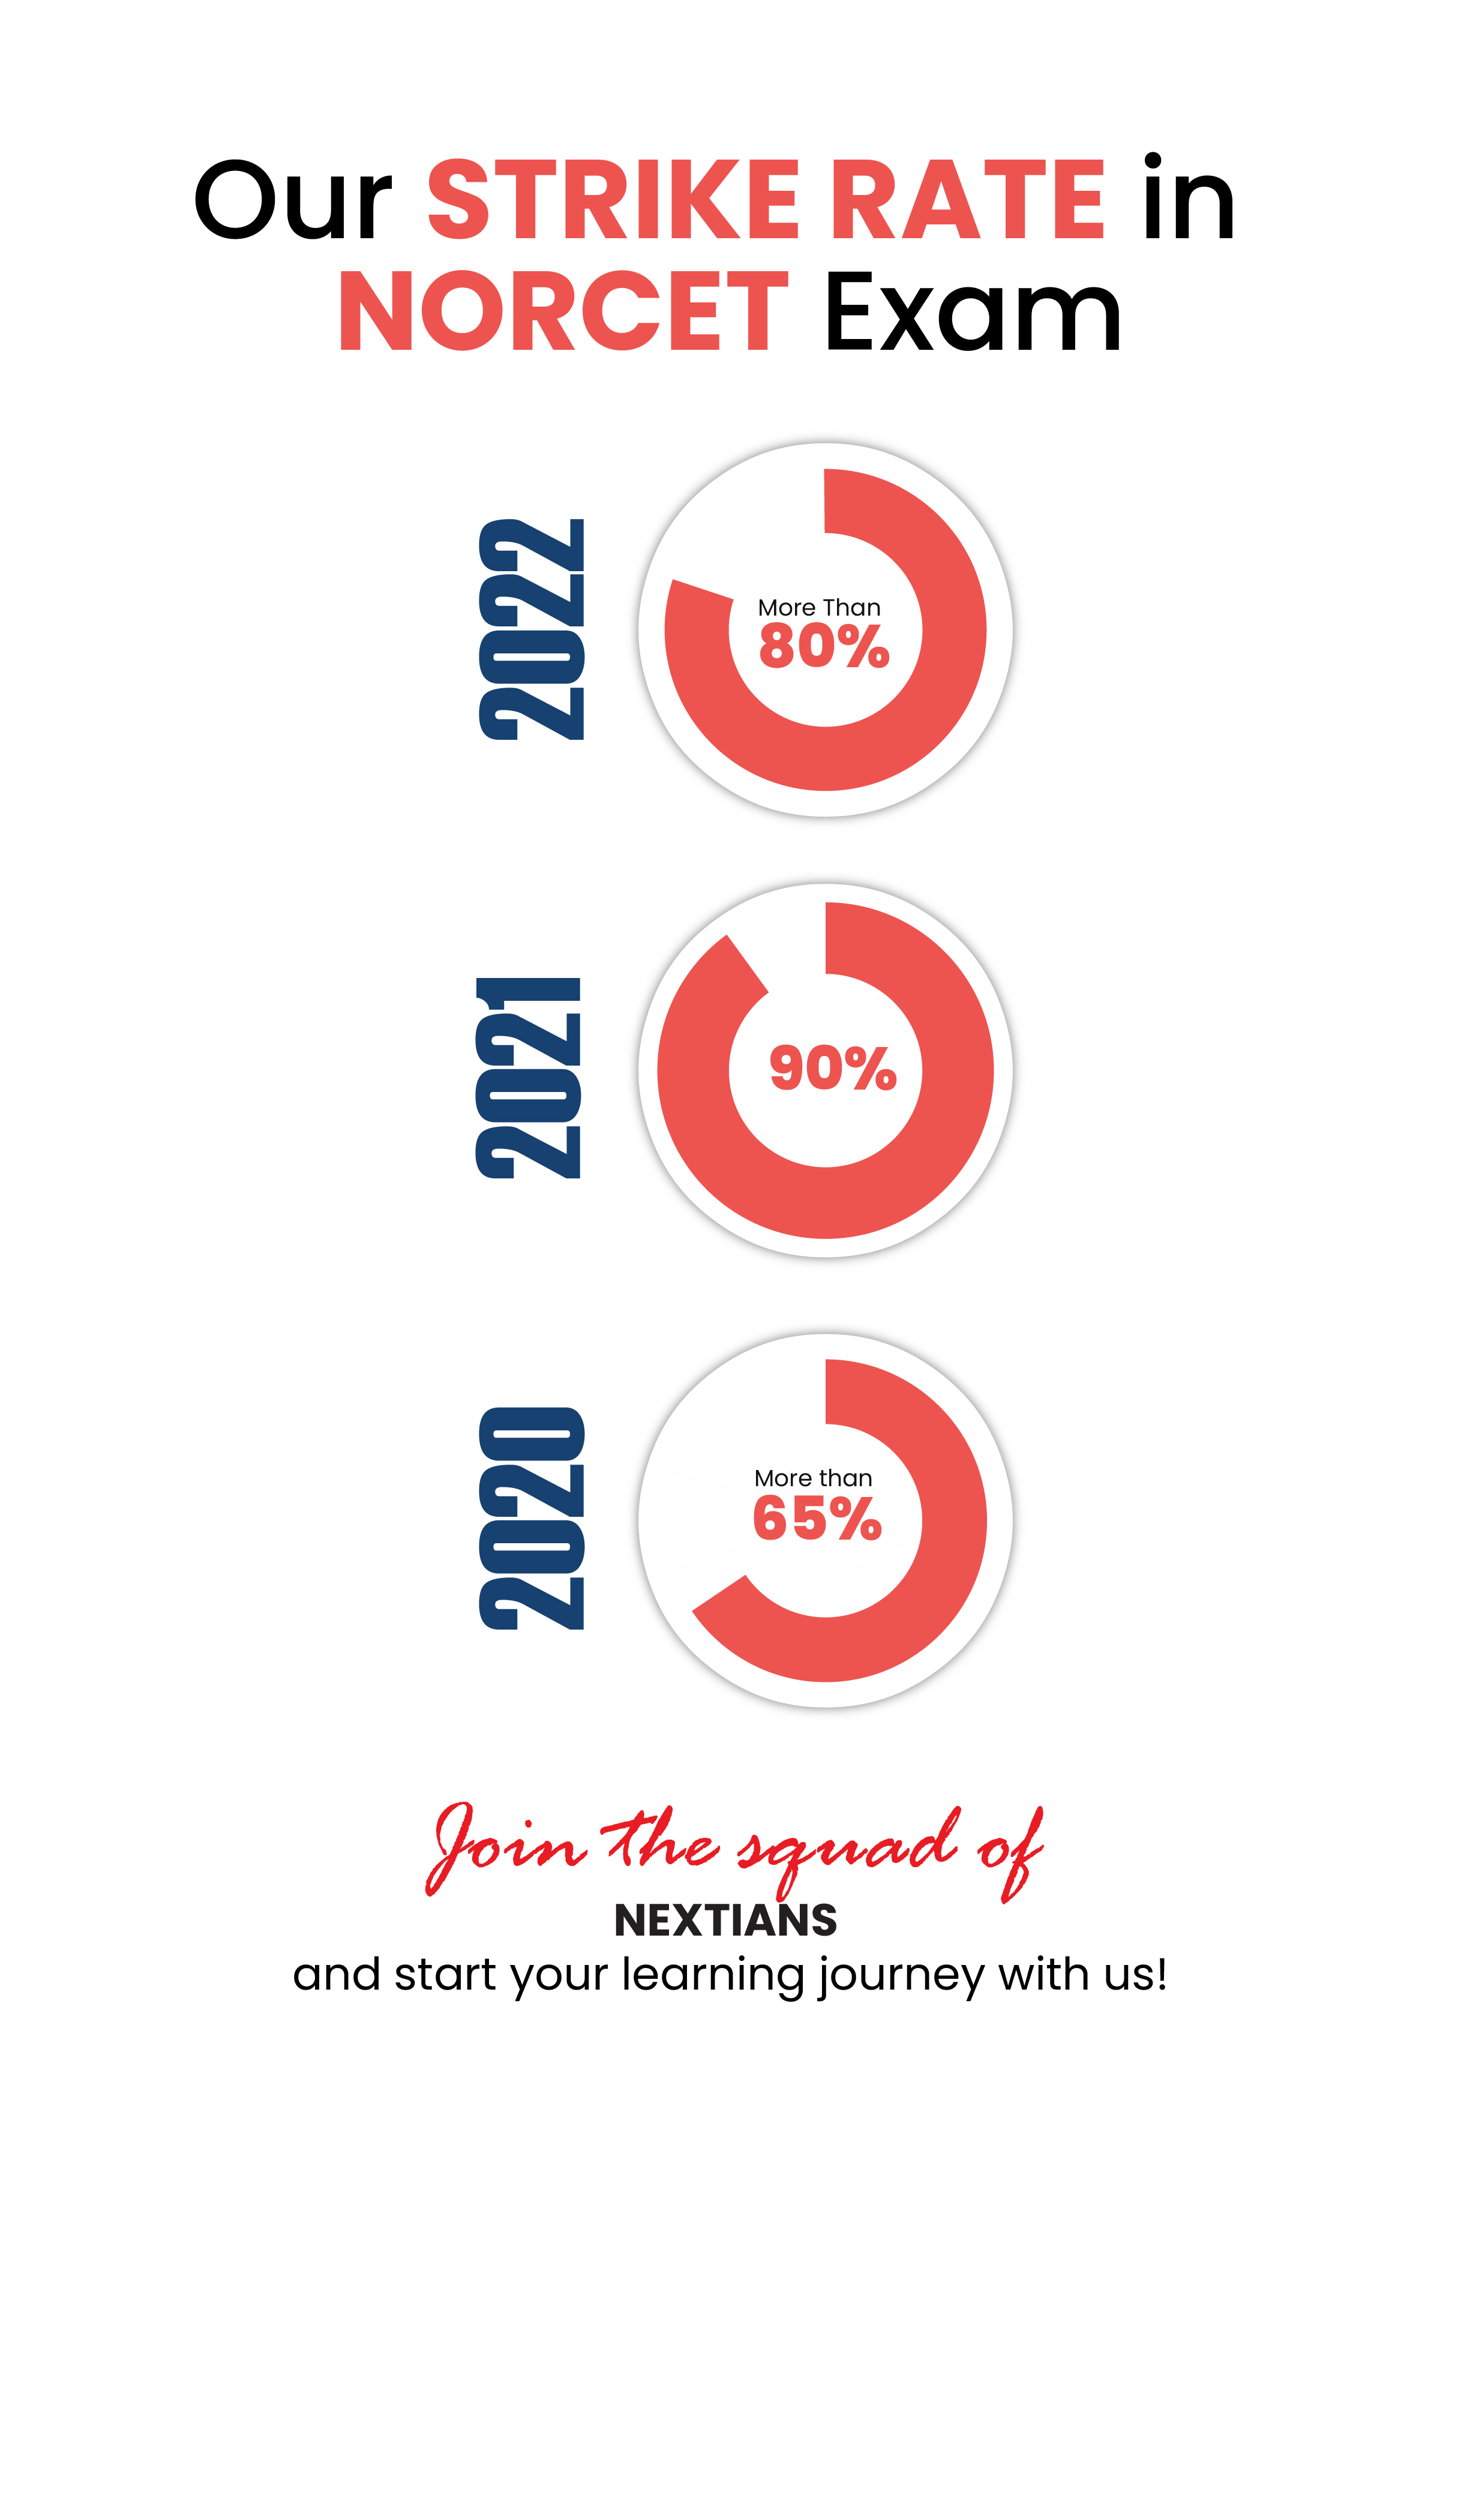 Our STRIKE RATE in
NORCET Exam
2022
More Than
80%
2021
90%
2020
More than
65%
Join the squad of
NEXTIANS
and start your learning journey with us!